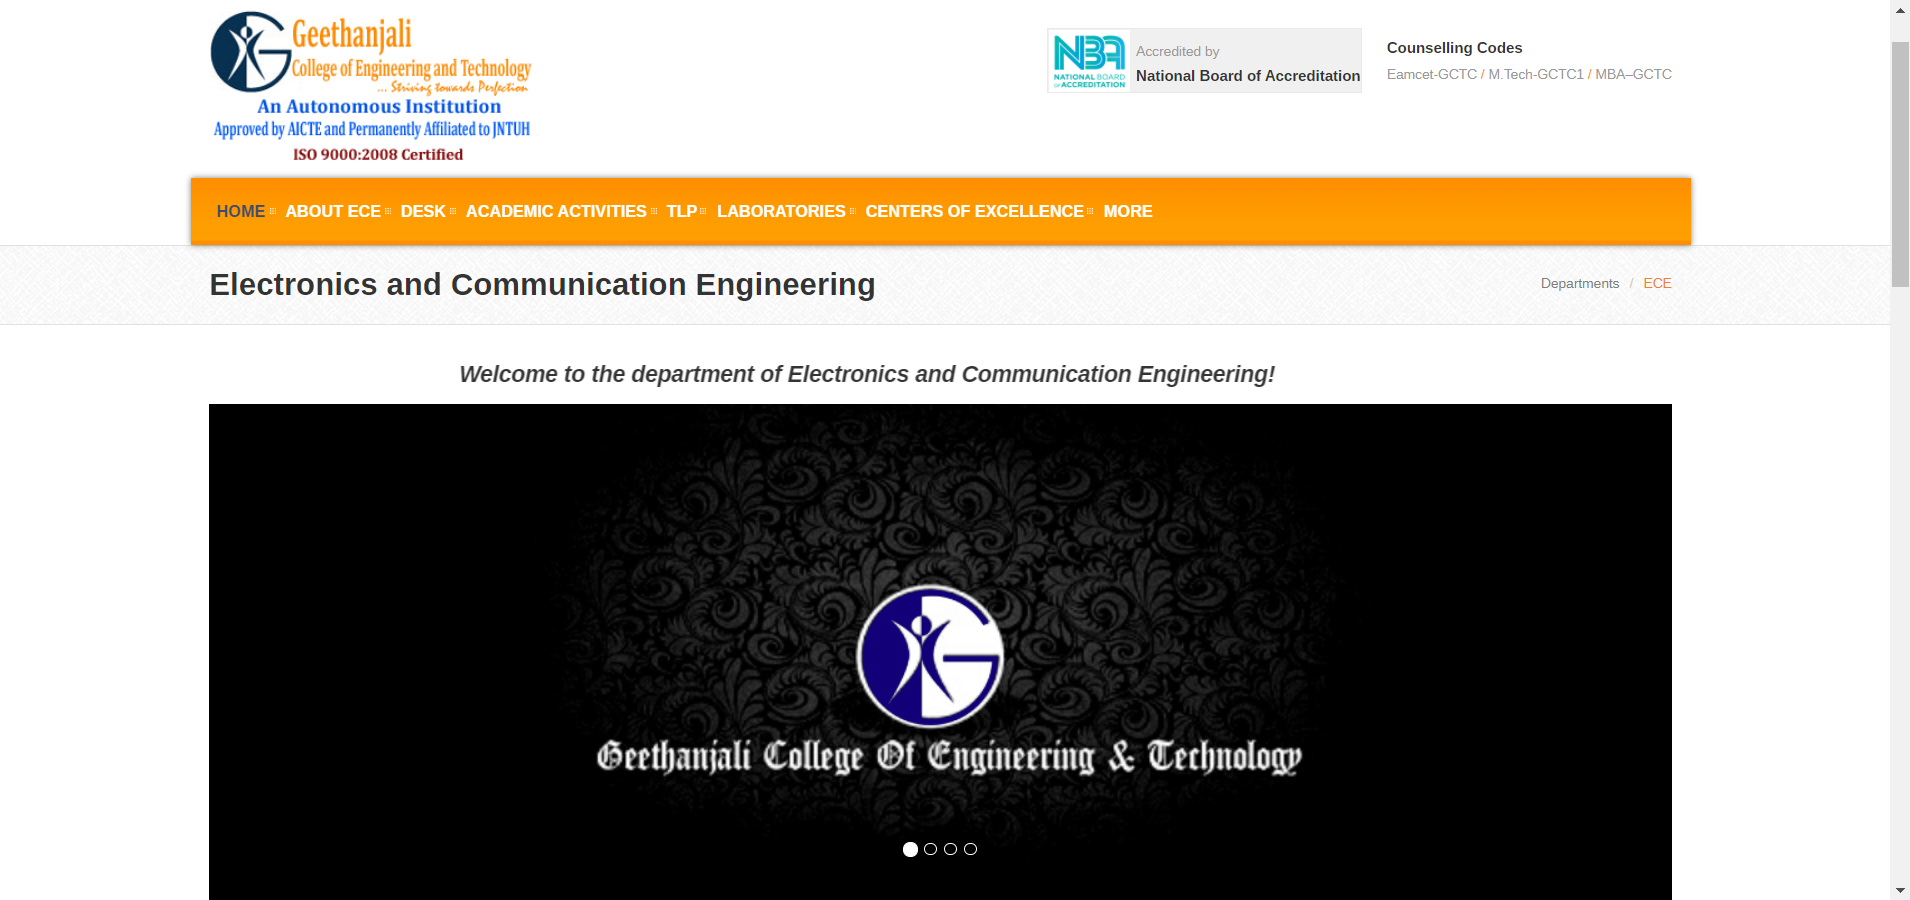 Geethanjali
College of Engineering and Technology
... Striving towards Perfection
An Autonomous Institution
Approved by AICTE and Permanently Affiliated to JNTUH
ISO 9000:2008 Certified
NBA
NATIONAL BOARD
OF ACCREDITATION
Accredited by
National Board of Accreditation
Counselling Codes
Eamcet-GCTC / M.Tech-GCTC1 / MBA–GCTC
HOME ABOUT ECE DESK ACADEMIC ACTIVITIES TLP LABORATORIES CENTERS OF EXCELLENCE MORE
Electronics and Communication Engineering
Departments / ECE
Welcome to the department of Electronics and Communication Engineering!
Geethanjali College Of Engineering & Technology